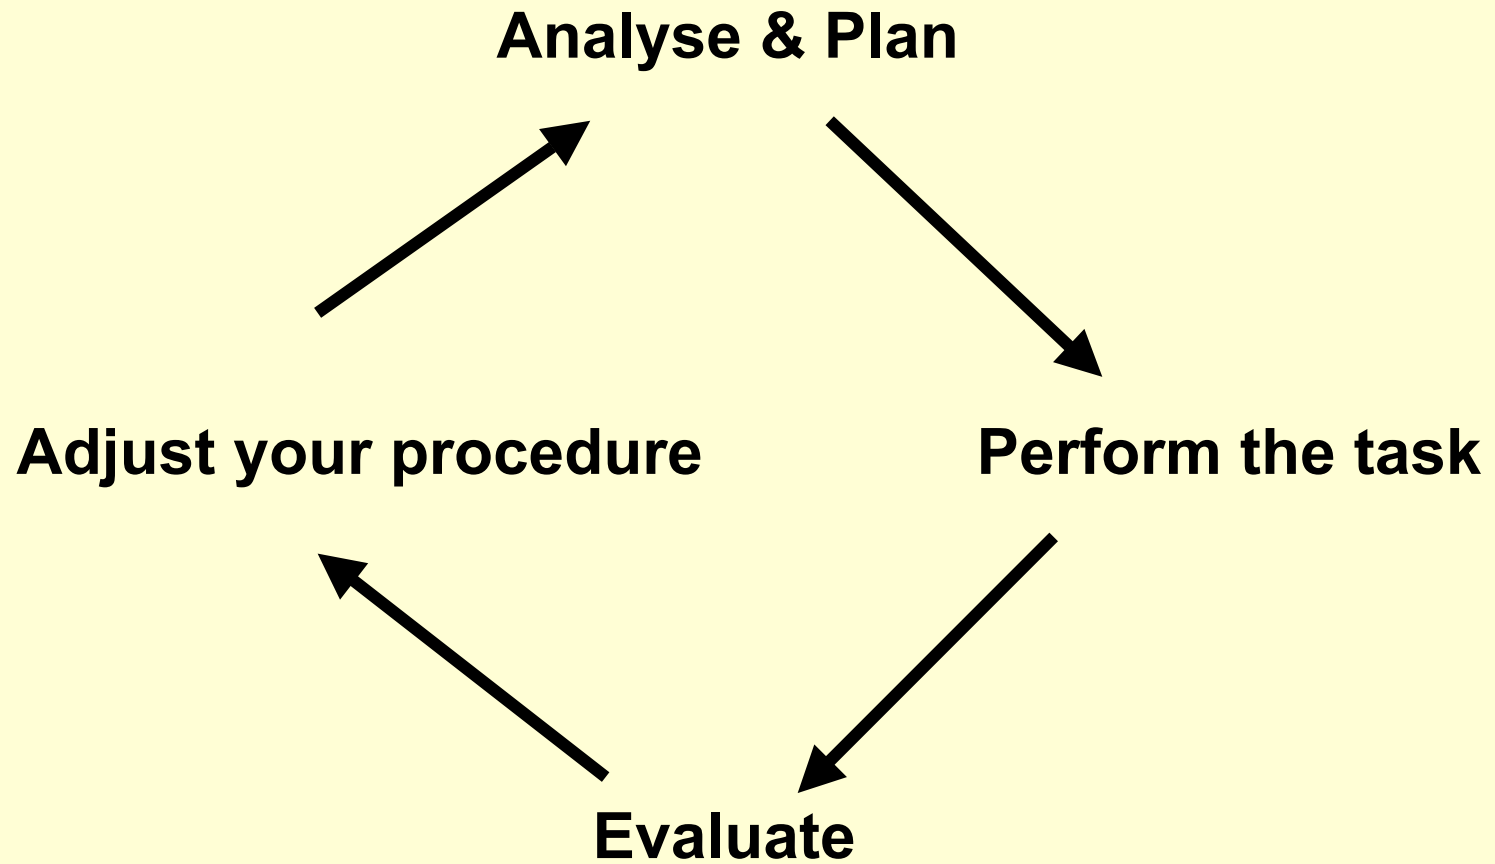 Analyse & Plan
Adjust your procedure
Perform the task
Evaluate